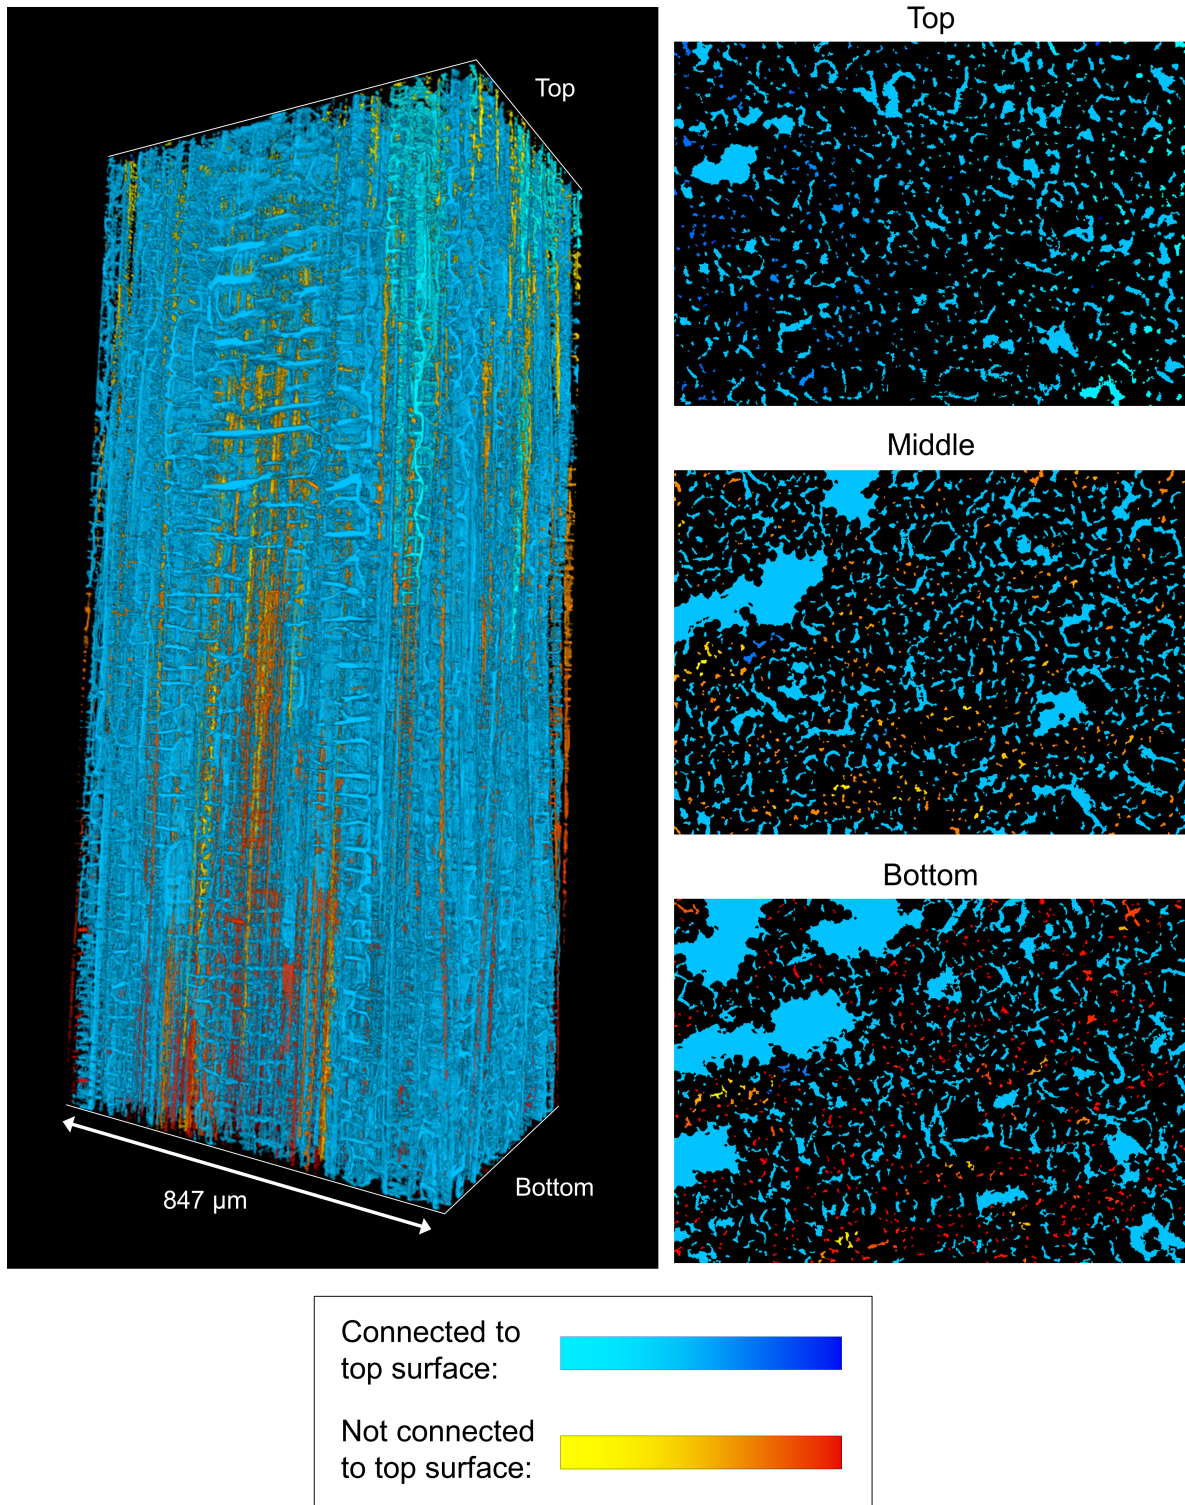 Top
Bottom
847 µm
Top
Middle
Bottom
Connected to
top surface:
Not connected
to top surface: